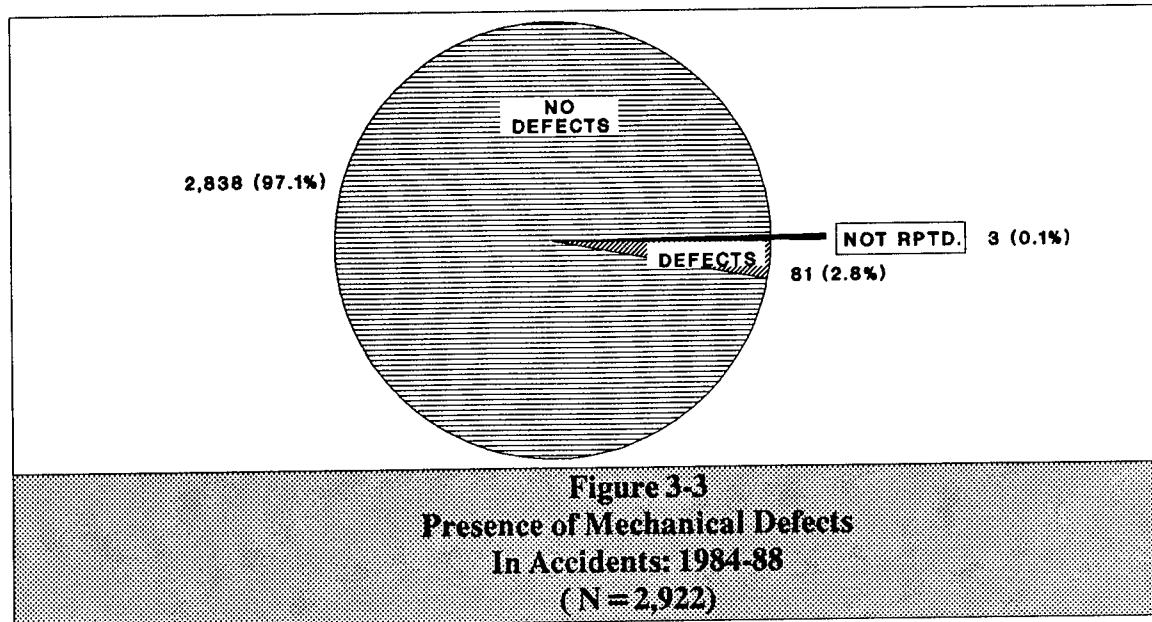 NO
DEFECTS
2,838 (97.1%)
NOT RPTD. 3 (0.1%)
DEFECTS
81 (2.8%)
Figure 3-3
Presence of Mechanical Defects
In Accidents: 1984-88
( N = 2,922)